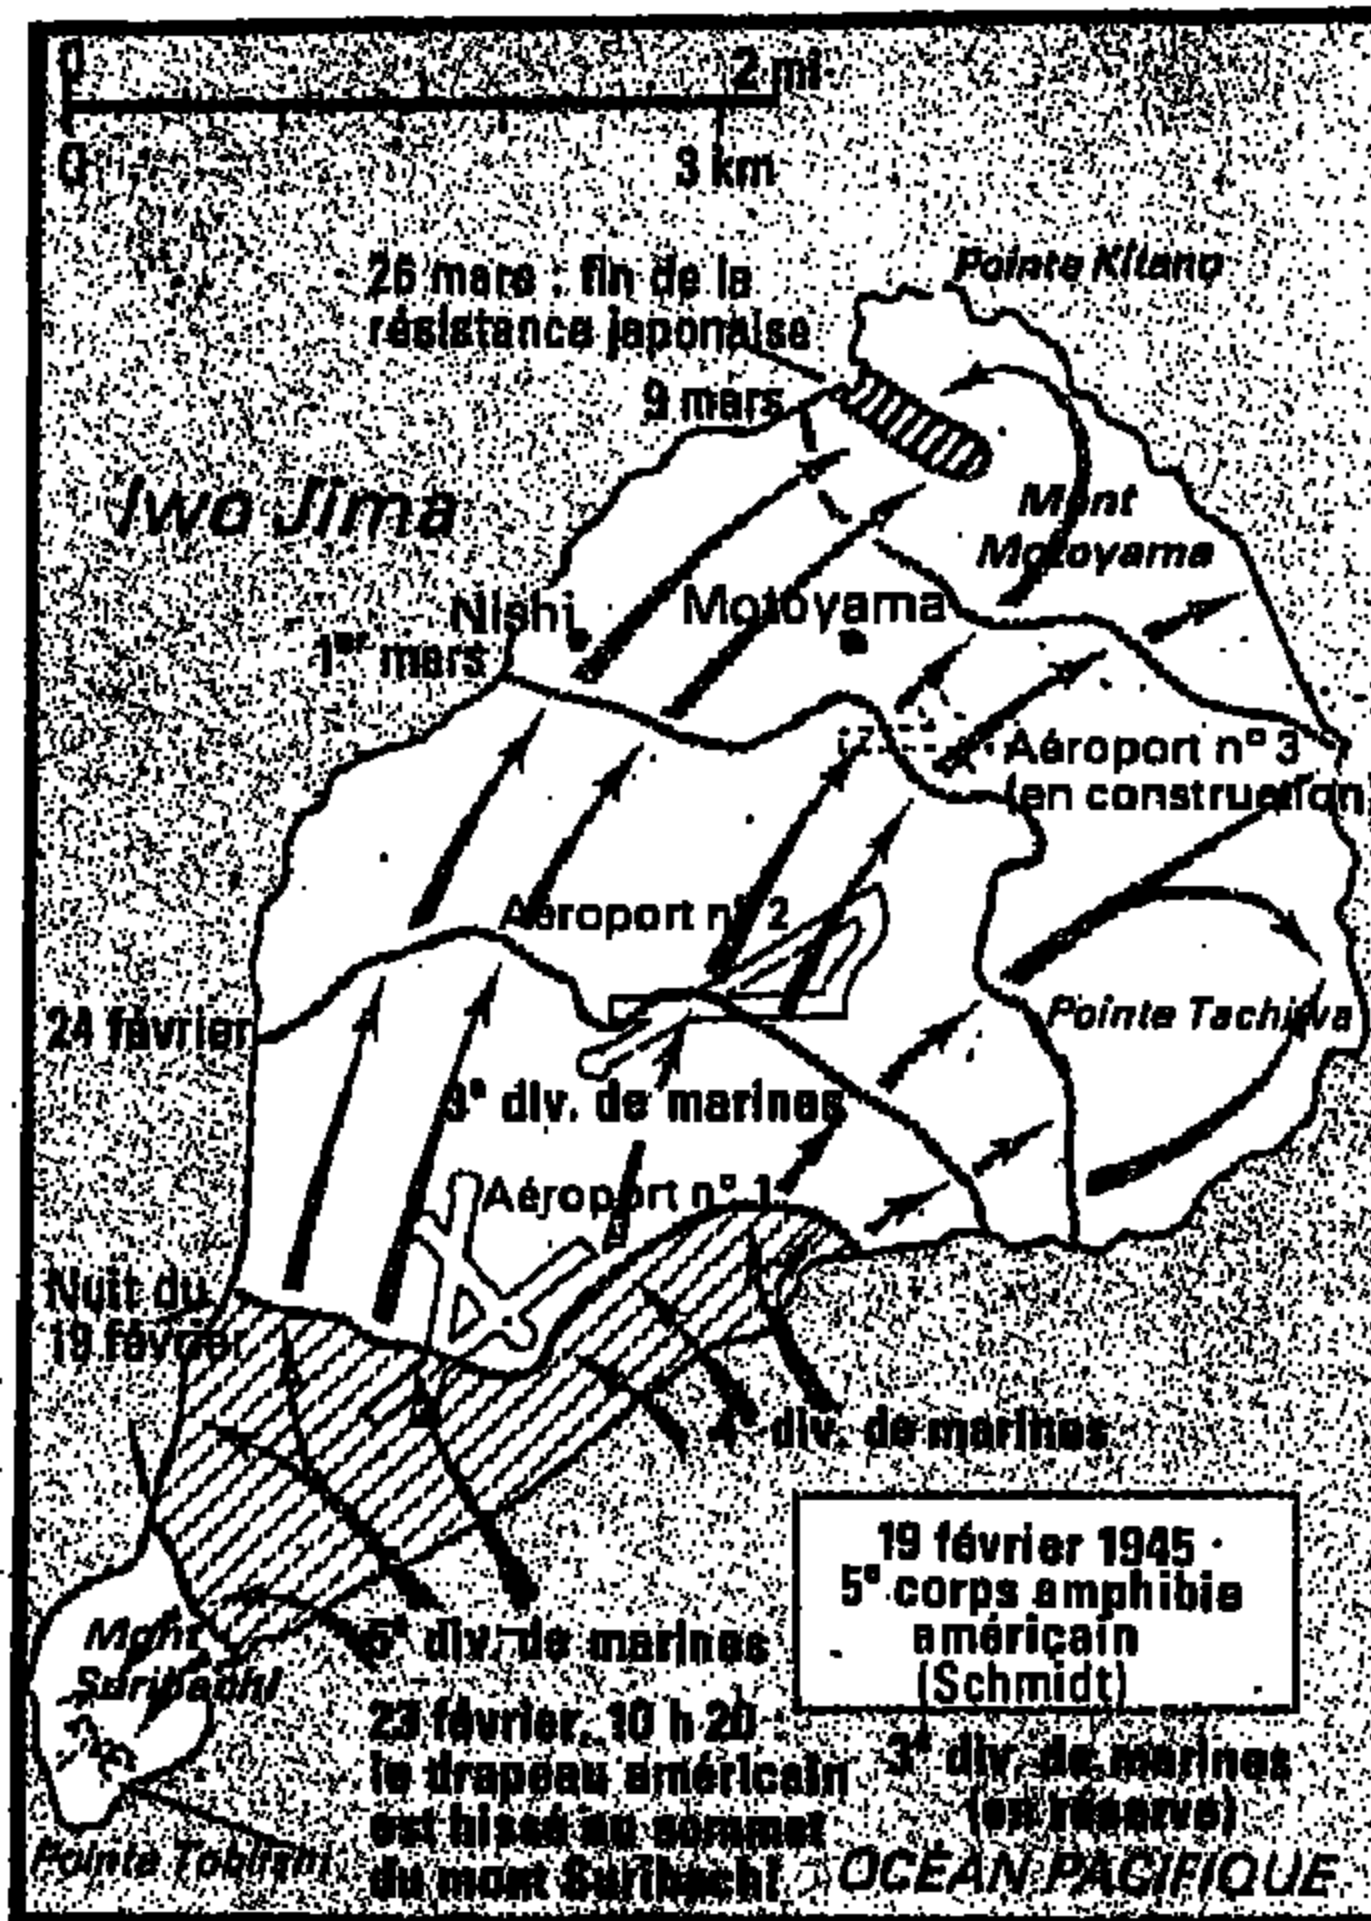 0
2 mi
0
3 km
26 mars : fin de la
résistance japonaise
Pointe Kitano
9 mars
Iwo Jima
Mont
Motoyama
Nishi
Motoyama
1er mars
Aéroport n° 3
(en construction)
Aéroport n° 2
24 février
Pointe Tachiwa
3e div. de marines
Aéroport n° 1
Nuit du
19 février
4e div. de marines
19 février 1945
5e corps amphibie
américain
(Schmidt)
Mont
Suribachi
5e div. de marines
23 février, 10 h 20
le drapeau américain
est hissé au sommet
du mont Suribachi
3e div. de marines
(en réserve)
Pointe Tobiishi
OCÉAN PACIFIQUE